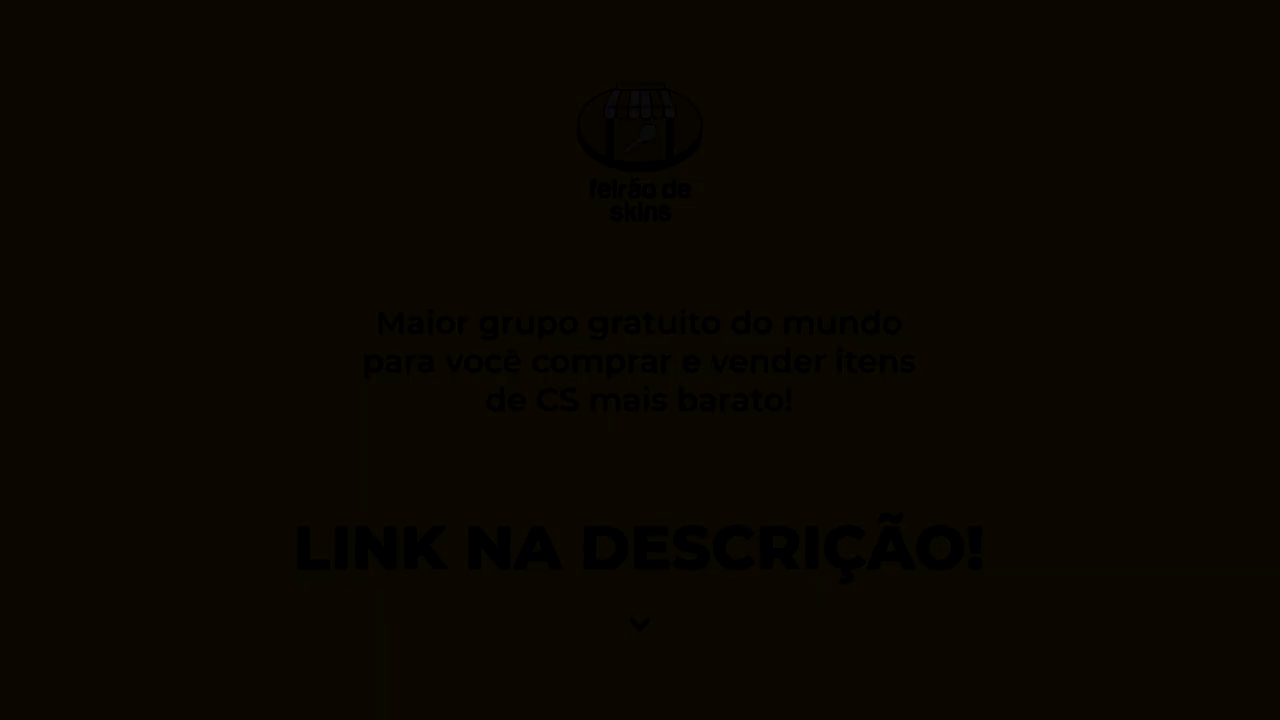 feirão de
skins
Maior grupo gratuito do mundo
para você comprar e vender itens
de CS mais barato!
LINK NA DESCRIÇÃO!